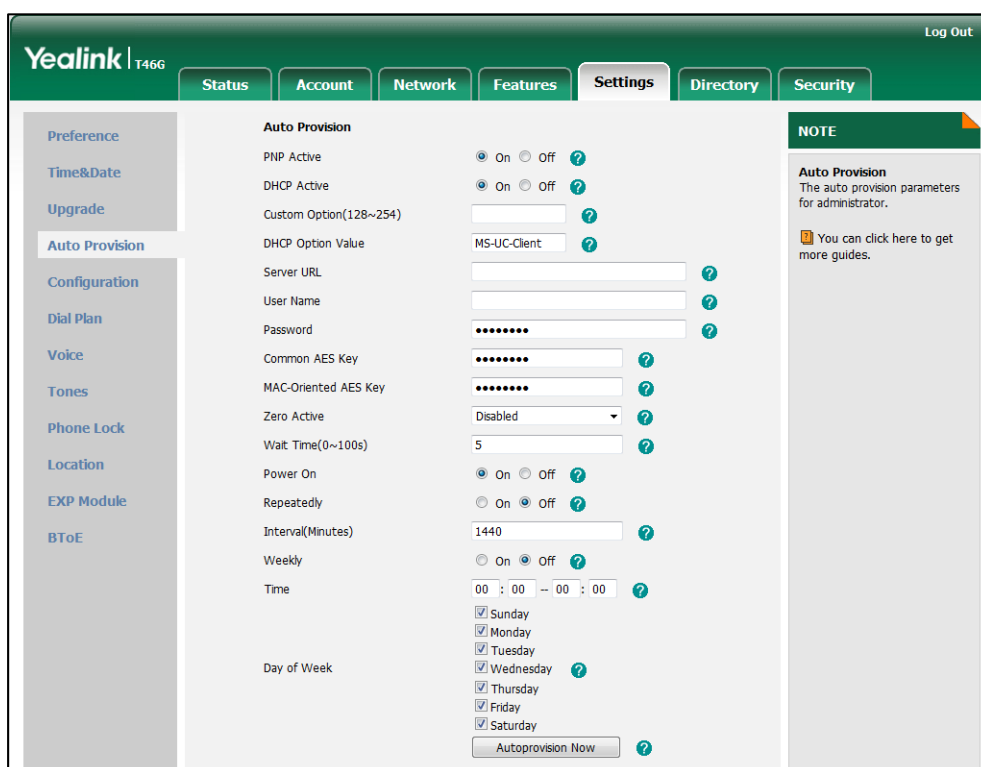 Log Out
Yealink T46G
Status Account Network Features Settings Directory Security
Preference
Time&Date
Upgrade
Auto Provision
Configuration
Dial Plan
Voice
Tones
Phone Lock
Location
EXP Module
BToE
Auto Provision
PNP Active On Off ?
DHCP Active On Off ?
Custom Option(128~254) ?
DHCP Option Value MS-UC-Client ?
Server URL ?
User Name ?
Password •••••••• ?
Common AES Key •••••••• ?
MAC-Oriented AES Key •••••••• ?
Zero Active Disabled ?
Wait Time(0~100s) 5 ?
Power On On Off ?
Repeatedly On Off ?
Interval(Minutes) 1440 ?
Weekly On Off ?
Time 00 : 00 -- 00 : 00 ?
Sunday
Monday
Tuesday
Day of Week Wednesday ?
Thursday
Friday
Saturday
Autoprovision Now ?
NOTE
Auto Provision
The auto provision parameters
for administrator.
? You can click here to get
more guides.